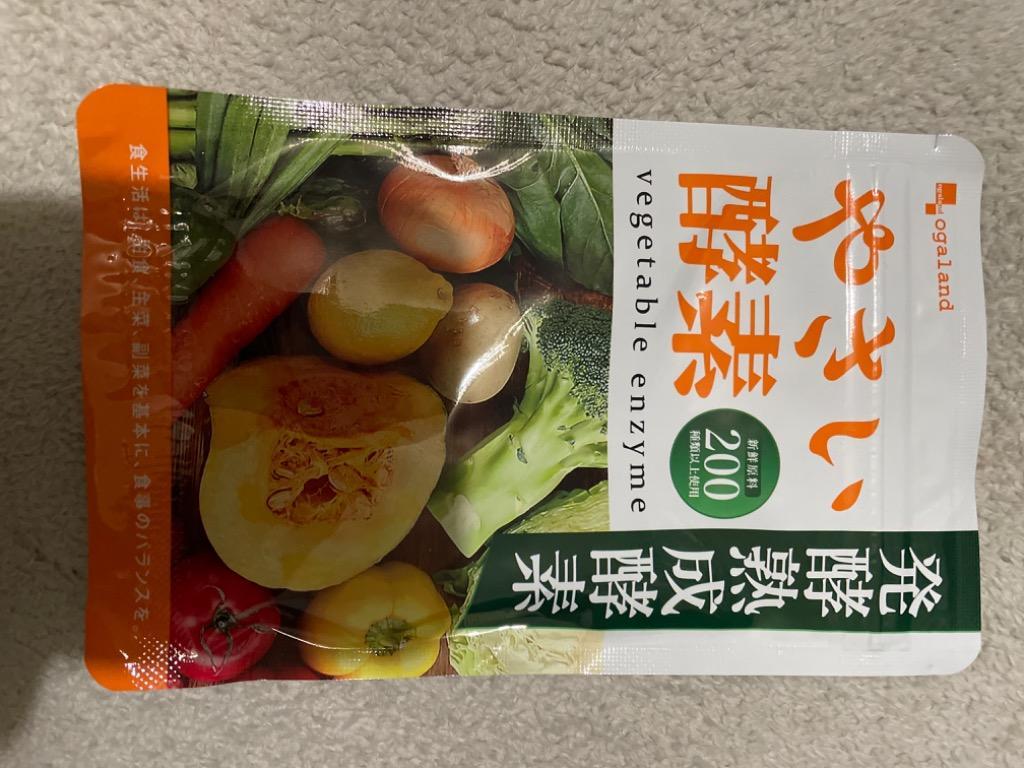 ogaland
やさい
酵素
vegetable enzyme
新鮮原料
200
種類以上使用
発酵熟成酵素
食生活は、主食、主菜、副菜を基本に、食事のバランスを。